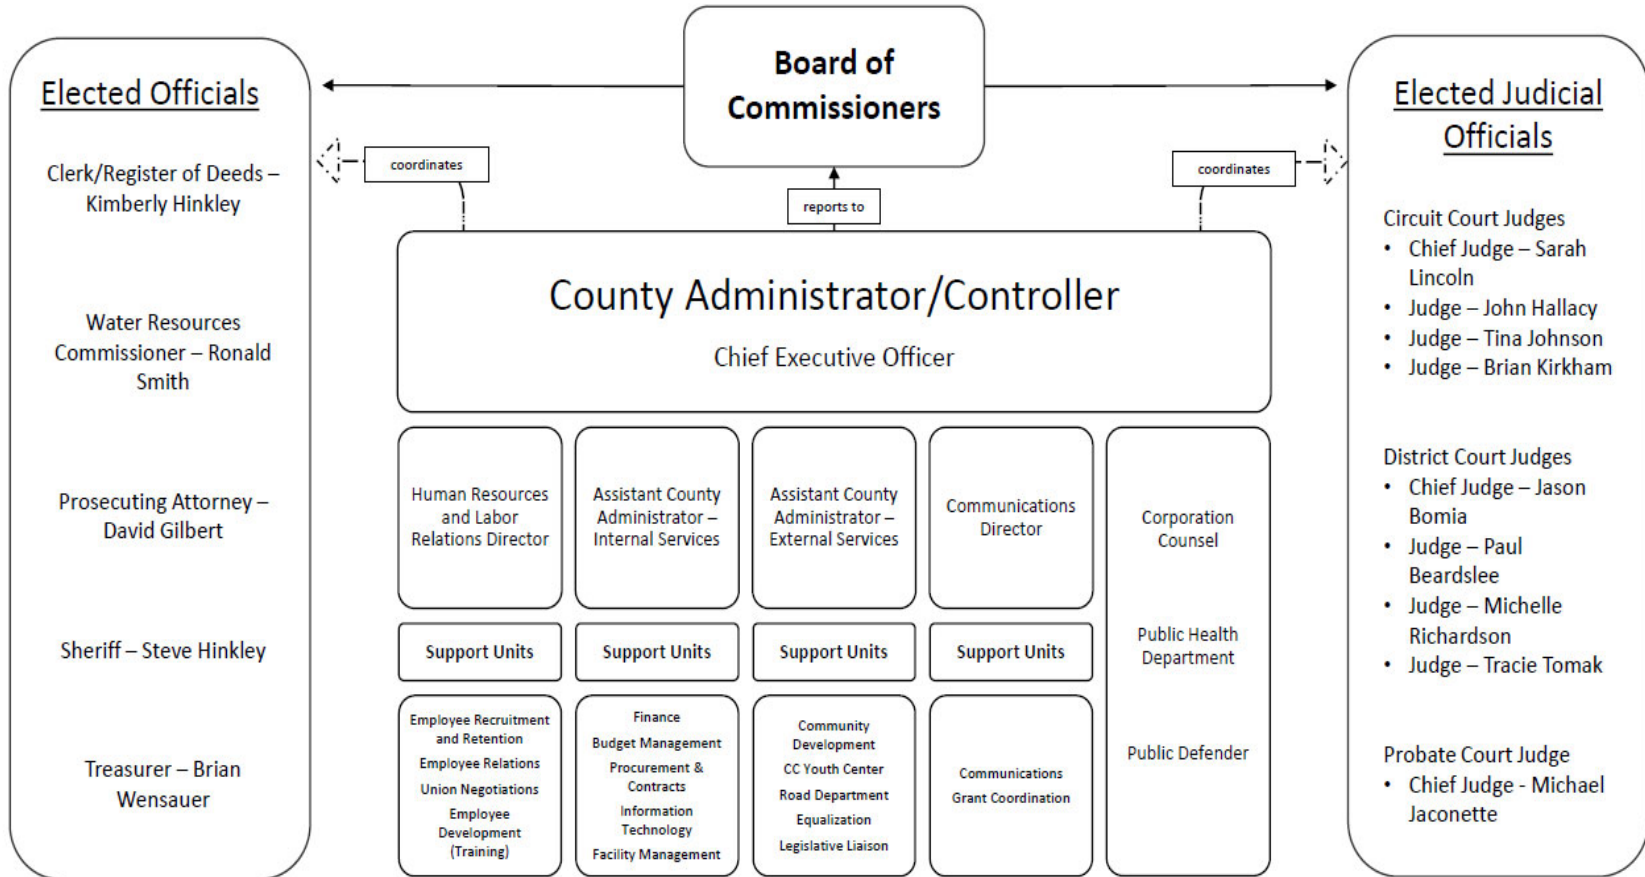 Board of
Commissioners
Elected Officials
Clerk/Register of Deeds –
Kimberly Hinkley
Water Resources
Commissioner – Ronald
Smith
Prosecuting Attorney –
David Gilbert
Sheriff – Steve Hinkley
Treasurer – Brian
Wensauer
coordinates
reports to
coordinates
County Administrator/Controller
Chief Executive Officer
Human Resources
and Labor
Relations Director
Support Units
Employee Recruitment
and Retention
Employee Relations
Union Negotiations
Employee
Development
(Training)
Assistant County
Administrator –
Internal Services
Support Units
Finance
Budget Management
Procurement &
Contracts
Information
Technology
Facility Management
Assistant County
Administrator –
External Services
Support Units
Community
Development
CC Youth Center
Road Department
Equalization
Legislative Liaison
Communications
Director
Support Units
Communications
Grant Coordination
Corporation
Counsel
Public Health
Department
Public Defender
Elected Judicial
Officials
Circuit Court Judges
• Chief Judge – Sarah
Lincoln
• Judge – John Hallacy
• Judge – Tina Johnson
• Judge – Brian Kirkham
District Court Judges
• Chief Judge – Jason
Bomia
• Judge – Paul
Beardslee
• Judge – Michelle
Richardson
• Judge – Tracie Tomak
Probate Court Judge
• Chief Judge - Michael
Jaconette